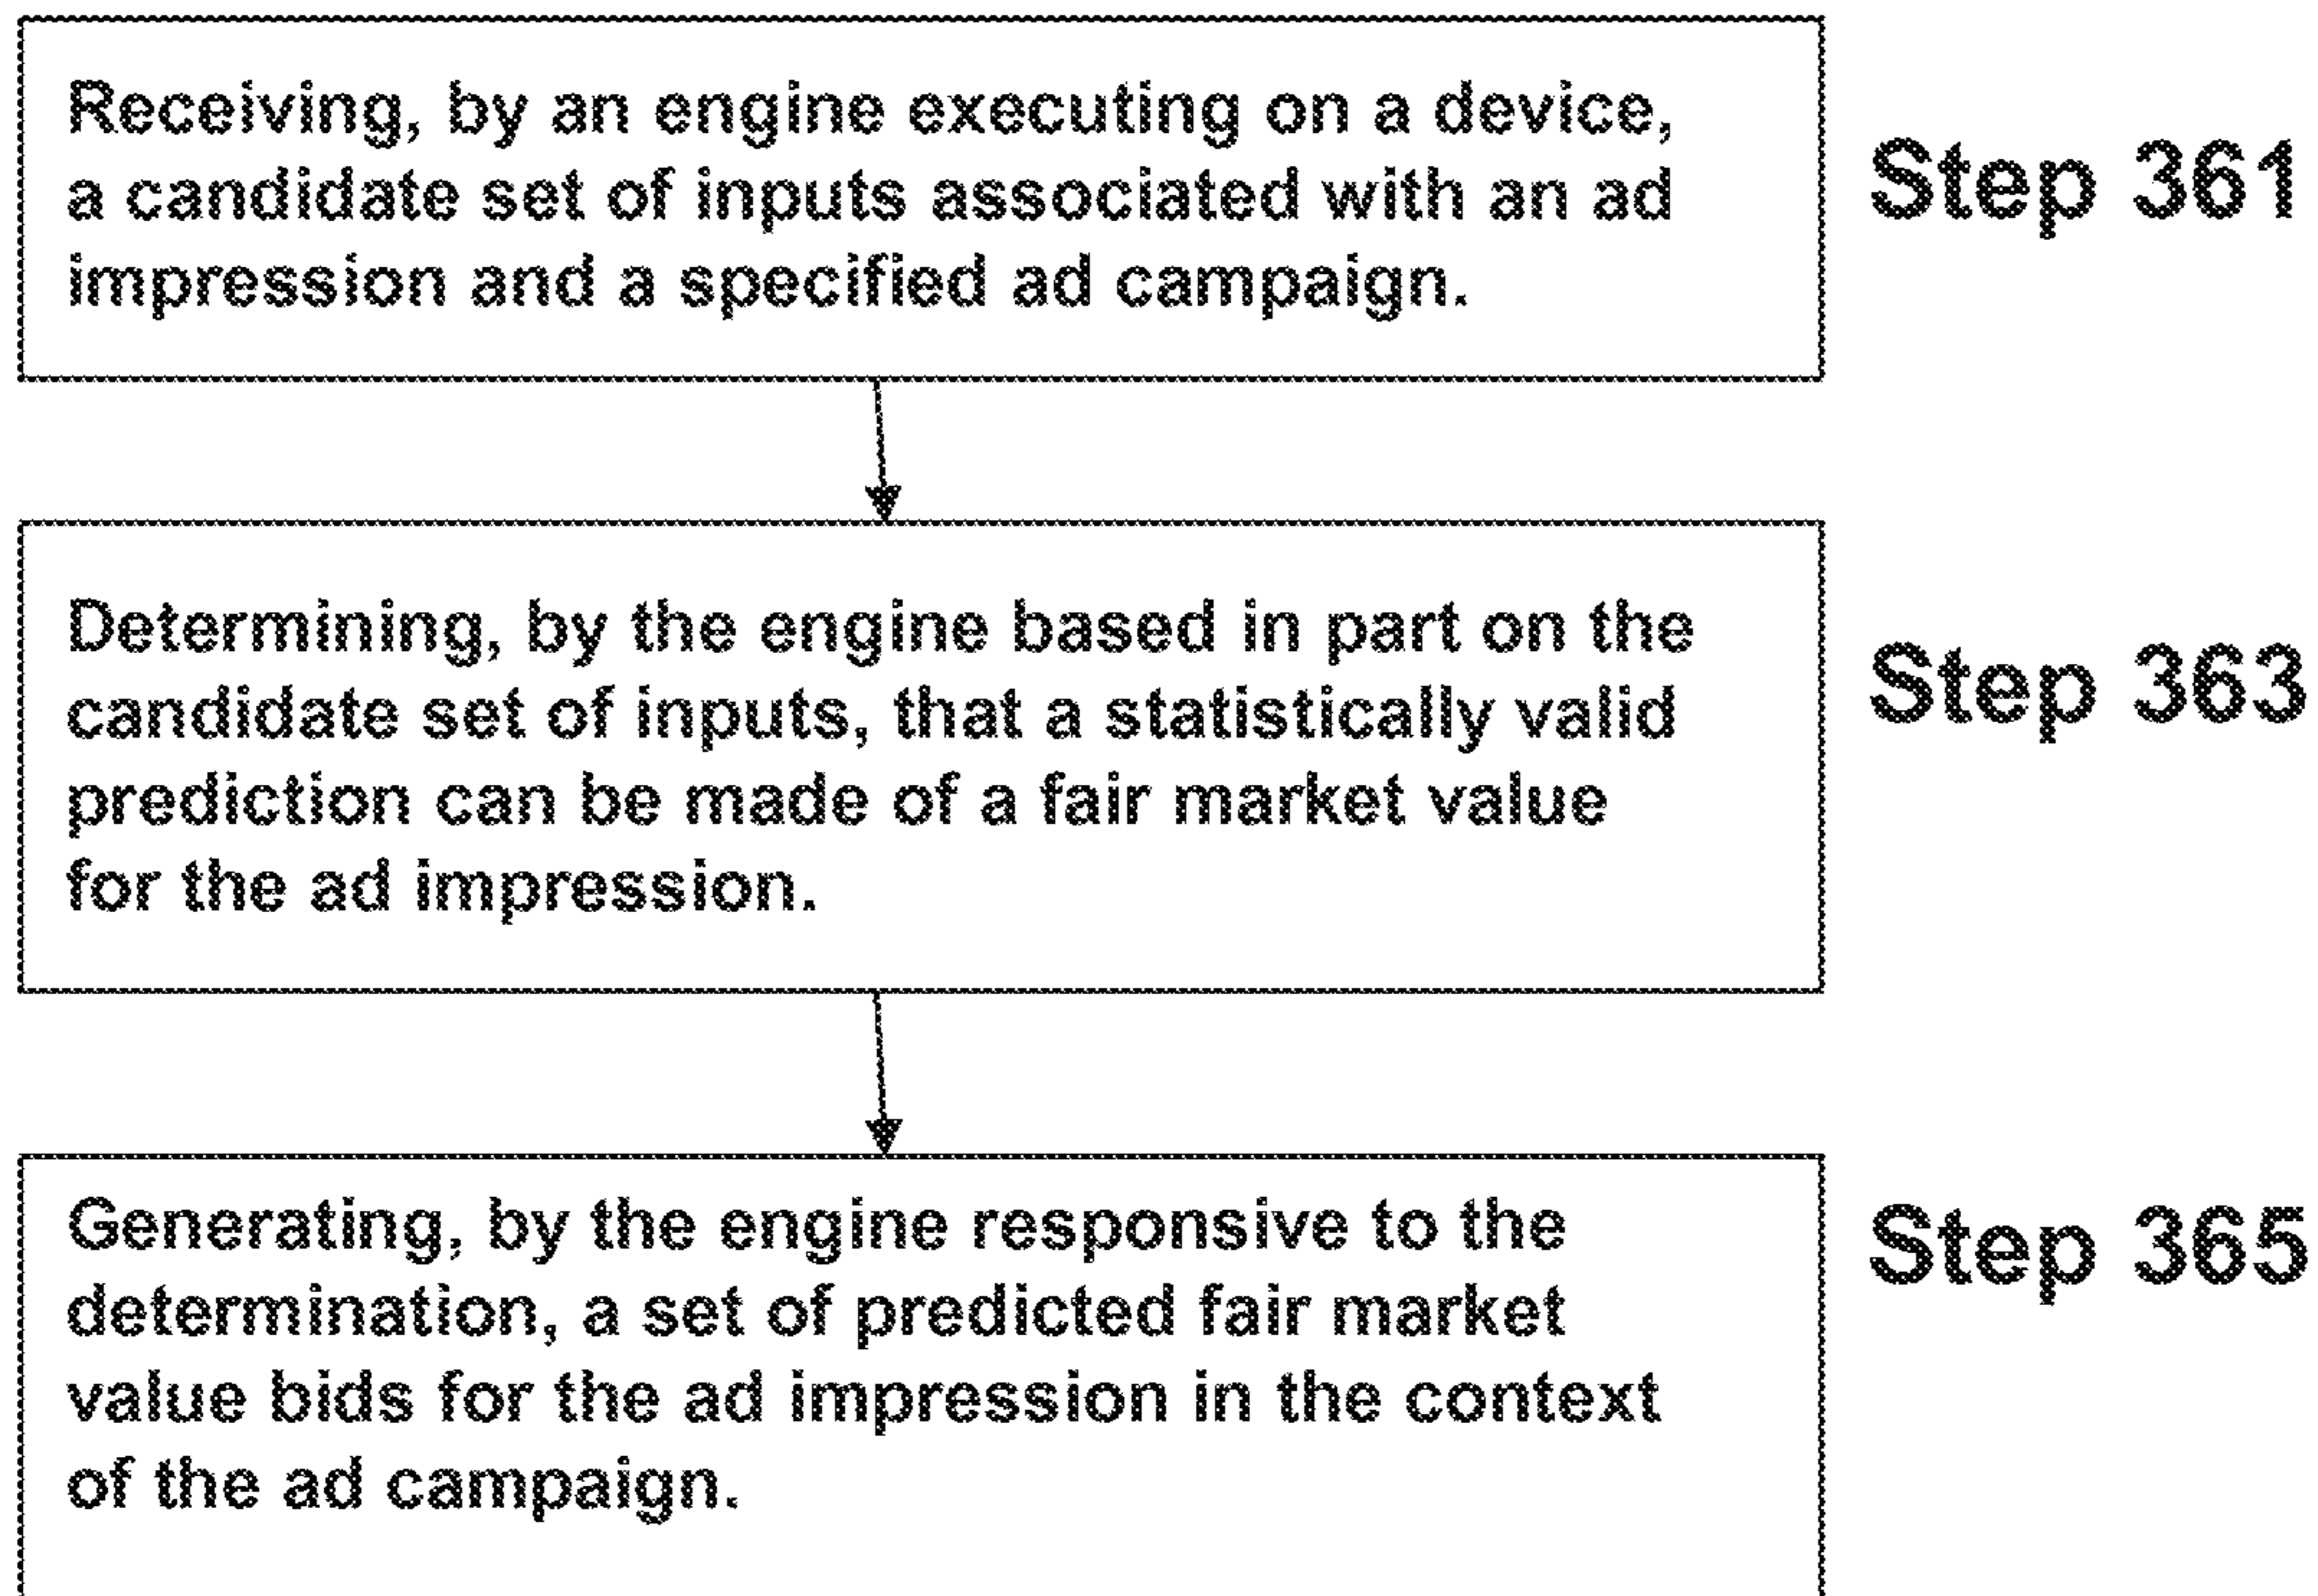 Receiving, by an engine executing on a device,
a candidate set of inputs associated with an ad
impression and a specified ad campaign.
Step 361
Determining, by the engine based in part on the
candidate set of inputs, that a statistically valid
prediction can be made of a fair market value
for the ad impression.
Step 363
Generating, by the engine responsive to the
determination, a set of predicted fair market
value bids for the ad impression in the context
of the ad campaign.
Step 365